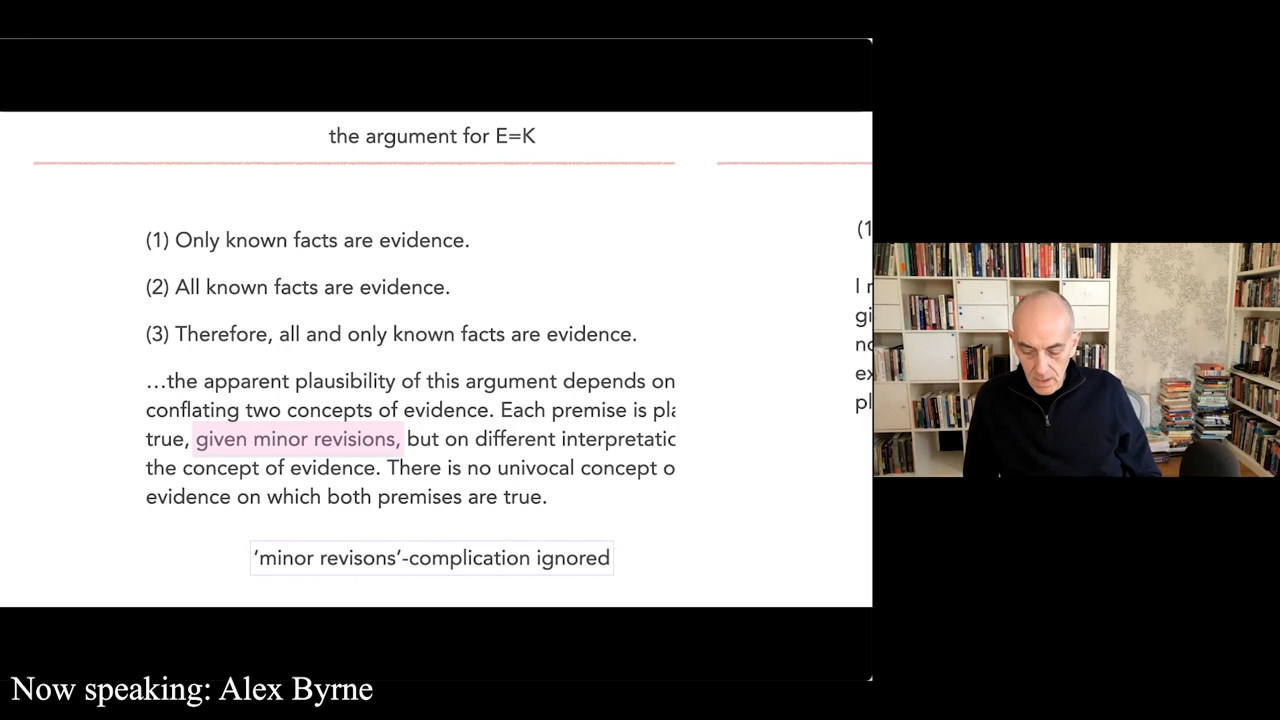 the argument for E=K
(1) Only known facts are evidence.
(2) All known facts are evidence.
(3) Therefore, all and only known facts are evidence.
…the apparent plausibility of this argument depends on
conflating two concepts of evidence. Each premise is pla
true, given minor revisions, but on different interpretatic
the concept of evidence. There is no univocal concept o
evidence on which both premises are true.
‘minor revisons’-complication ignored
(1
I r
gi
no
ex
pl
Now speaking: Alex Byrne